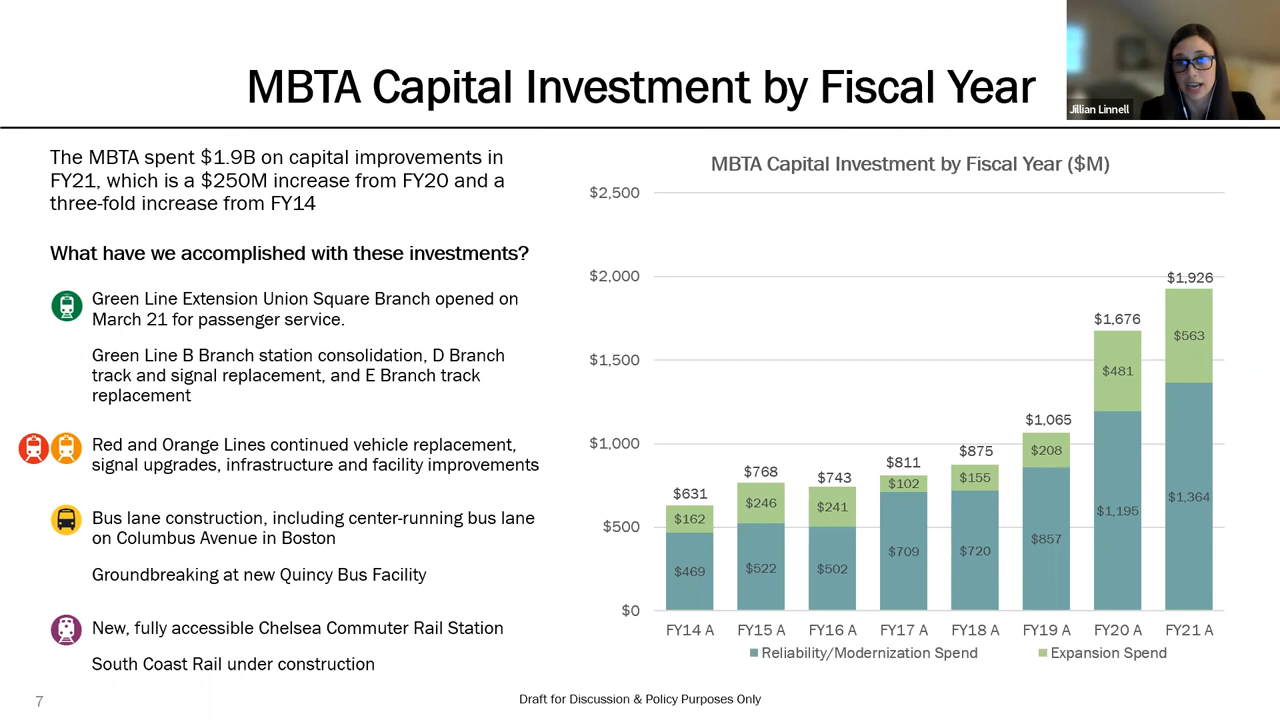 MBTA Capital Investment by Fiscal Year
Jillian Linnell
The MBTA spent $1.9B on capital improvements in
FY21, which is a $250M increase from FY20 and a
three-fold increase from FY14
What have we accomplished with these investments?
Green Line Extension Union Square Branch opened on
March 21 for passenger service.
Green Line B Branch station consolidation, D Branch
track and signal replacement, and E Branch track
replacement
Red and Orange Lines continued vehicle replacement,
signal upgrades, infrastructure and facility improvements
Bus lane construction, including center-running bus lane
on Columbus Avenue in Boston
Groundbreaking at new Quincy Bus Facility
New, fully accessible Chelsea Commuter Rail Station
South Coast Rail under construction
MBTA Capital Investment by Fiscal Year ($M)
$2,500
$2,000
$1,500
$1,000
$500
$0
$631
$162
$469
$768
$246
$522
$743
$241
$502
$811
$102
$709
$875
$155
$720
$1,065
$208
$857
$1,676
$481
$1,195
$1,926
$563
$1,364
FY14 A FY15 A FY16 A FY17 A FY18 A FY19 A FY20 A FY21 A
Reliability/Modernization Spend Expansion Spend
7
Draft for Discussion & Policy Purposes Only